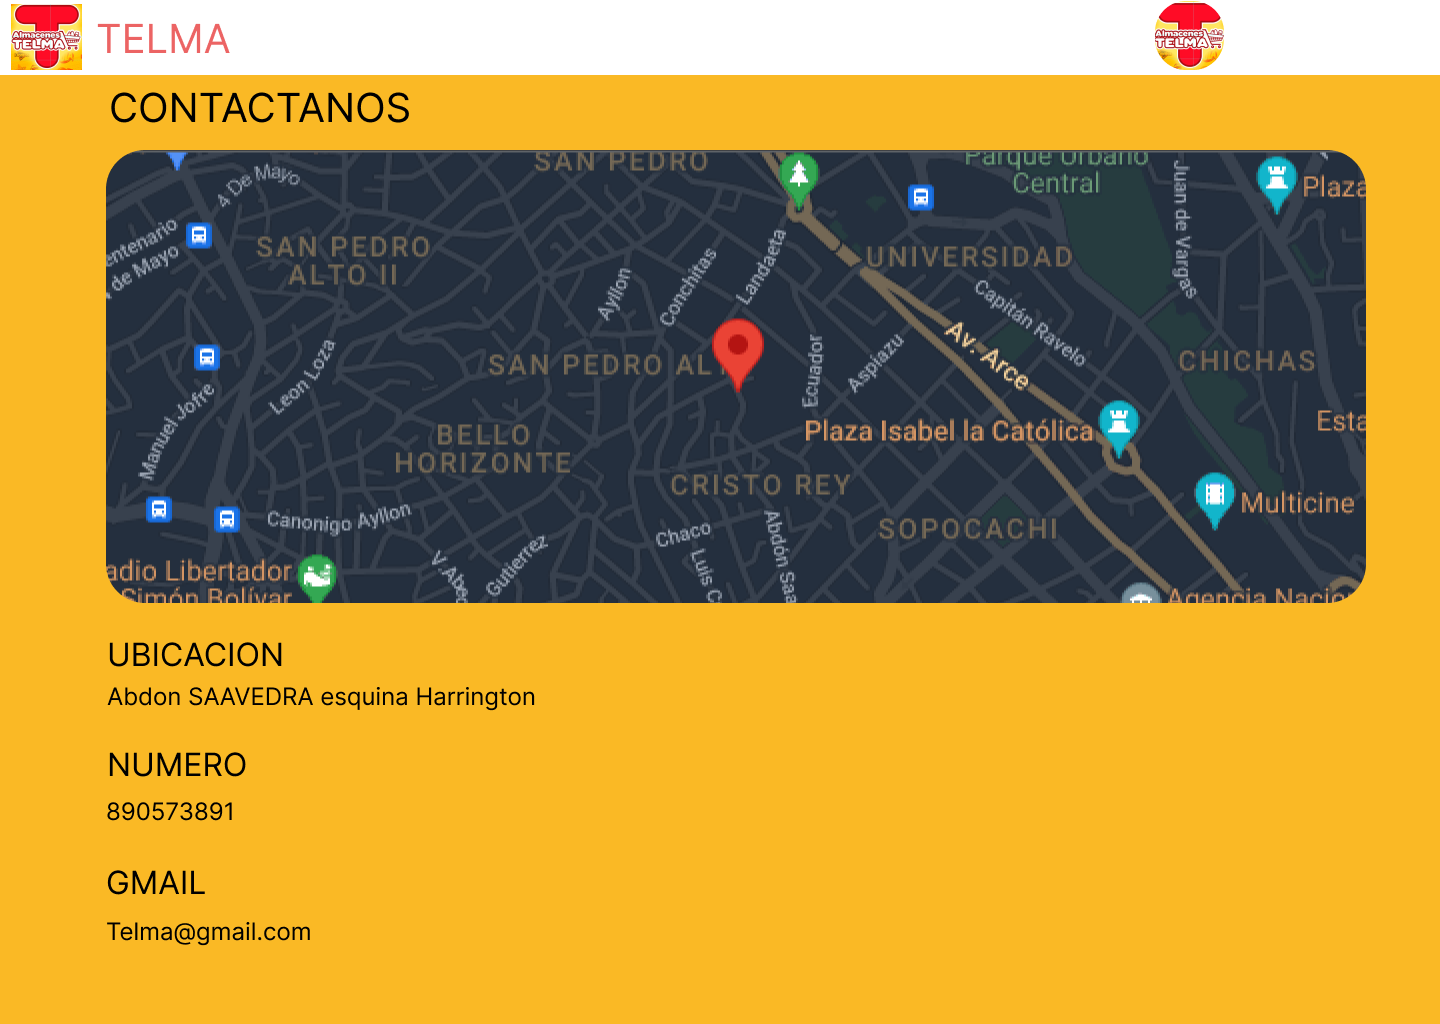 Almacenes
TELMA
TELMA
Almacenes
TELMA
CONTACTANOS
SAN PEDRO
Parque Urbano
Central
Plaza
4 De Mayo
Juan de Vargas
entenario
de Mayo
SAN PEDRO
ALTO II
Ayllon
Conchitas
Landaeta
UNIVERSIDAD
Capitán Ravelo
Av. Arce
Leon Loza
SAN PEDRO AL
Ecuador
Aspiazu
CHICHAS
Manuel Jofre
BELLO
HORIZONTE
Plaza Isabel la Católica
Esta
CRISTO REY
Multicine
Canonigo Ayllon
Chaco
Abdón Saa
SOPOCACHI
V. Abec
Gutierrez
Luis C
adio Libertador
Simón Bolívar
Agencia Nacio
UBICACION
Abdon SAAVEDRA esquina Harrington
NUMERO
890573891
GMAIL
Telma@gmail.com